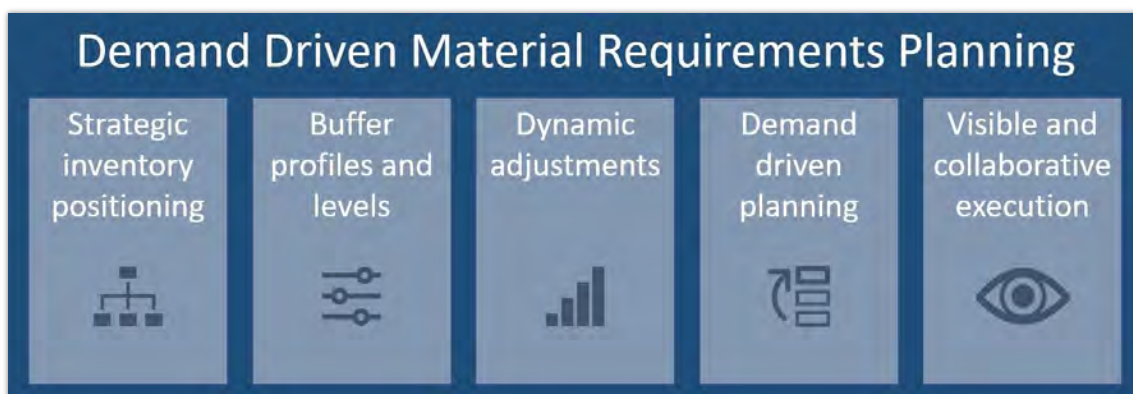 Demand Driven Material Requirements Planning
Strategic
inventory
positioning
Buffer
profiles and
levels
Dynamic
adjustments
Demand
driven
planning
Visible and
collaborative
execution